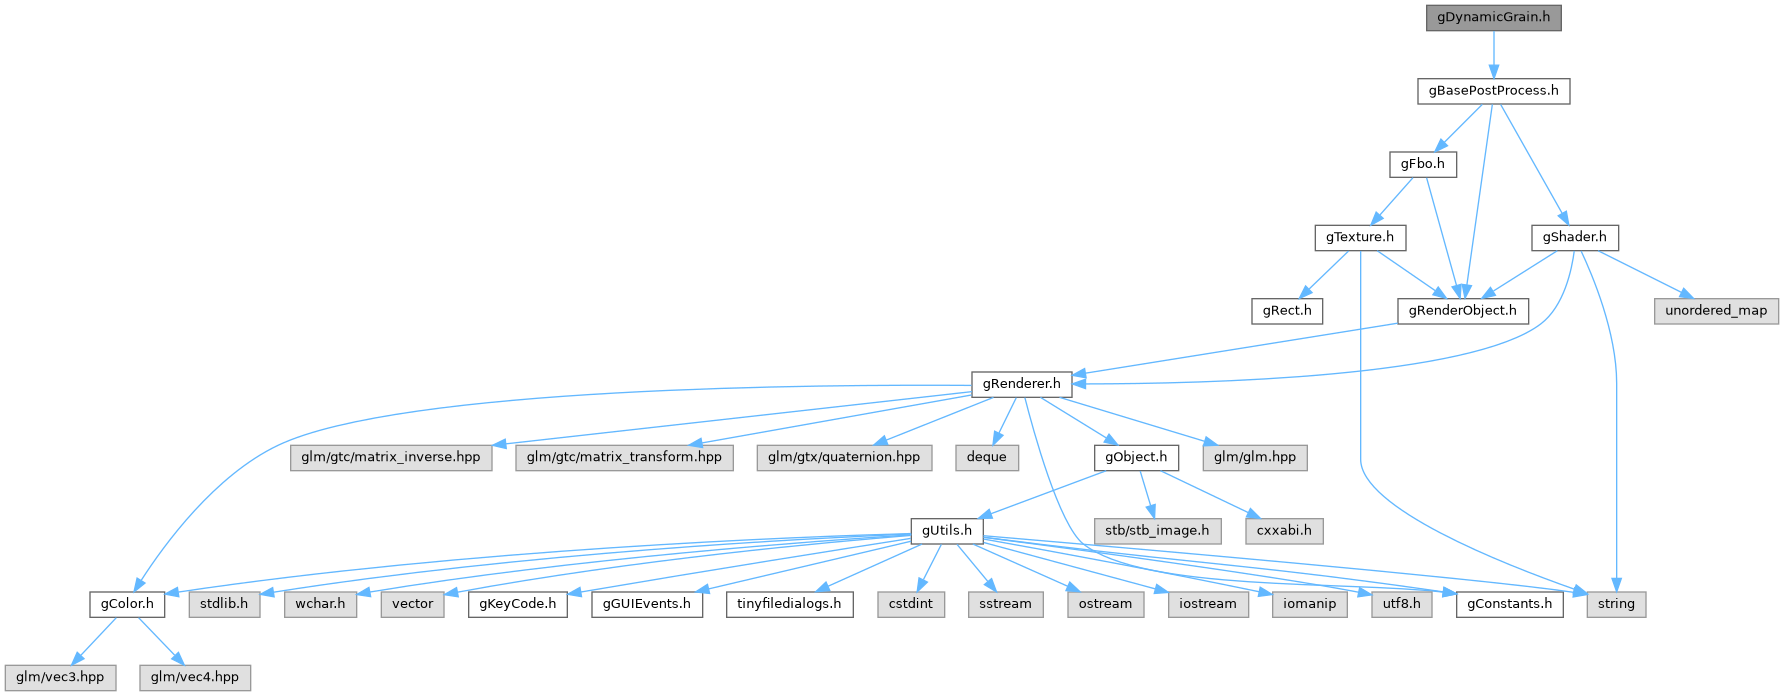 gDynamicGrain.h
gBasePostProcess.h
gFbo.h
gTexture.h
gShader.h
gRect.h
gRenderObject.h
unordered_map
gRenderer.h
glm/gtc/matrix_inverse.hpp
glm/gtc/matrix_transform.hpp
glm/gtx/quaternion.hpp
deque
gObject.h
glm/glm.hpp
gUtils.h
stb/stb_image.h
cxxabi.h
gColor.h
stdlib.h
wchar.h
vector
gKeyCode.h
gGUIEvents.h
tinyfiledialogs.h
cstdint
sstream
ostream
iostream
iomanip
utf8.h
gConstants.h
string
glm/vec3.hpp
glm/vec4.hpp